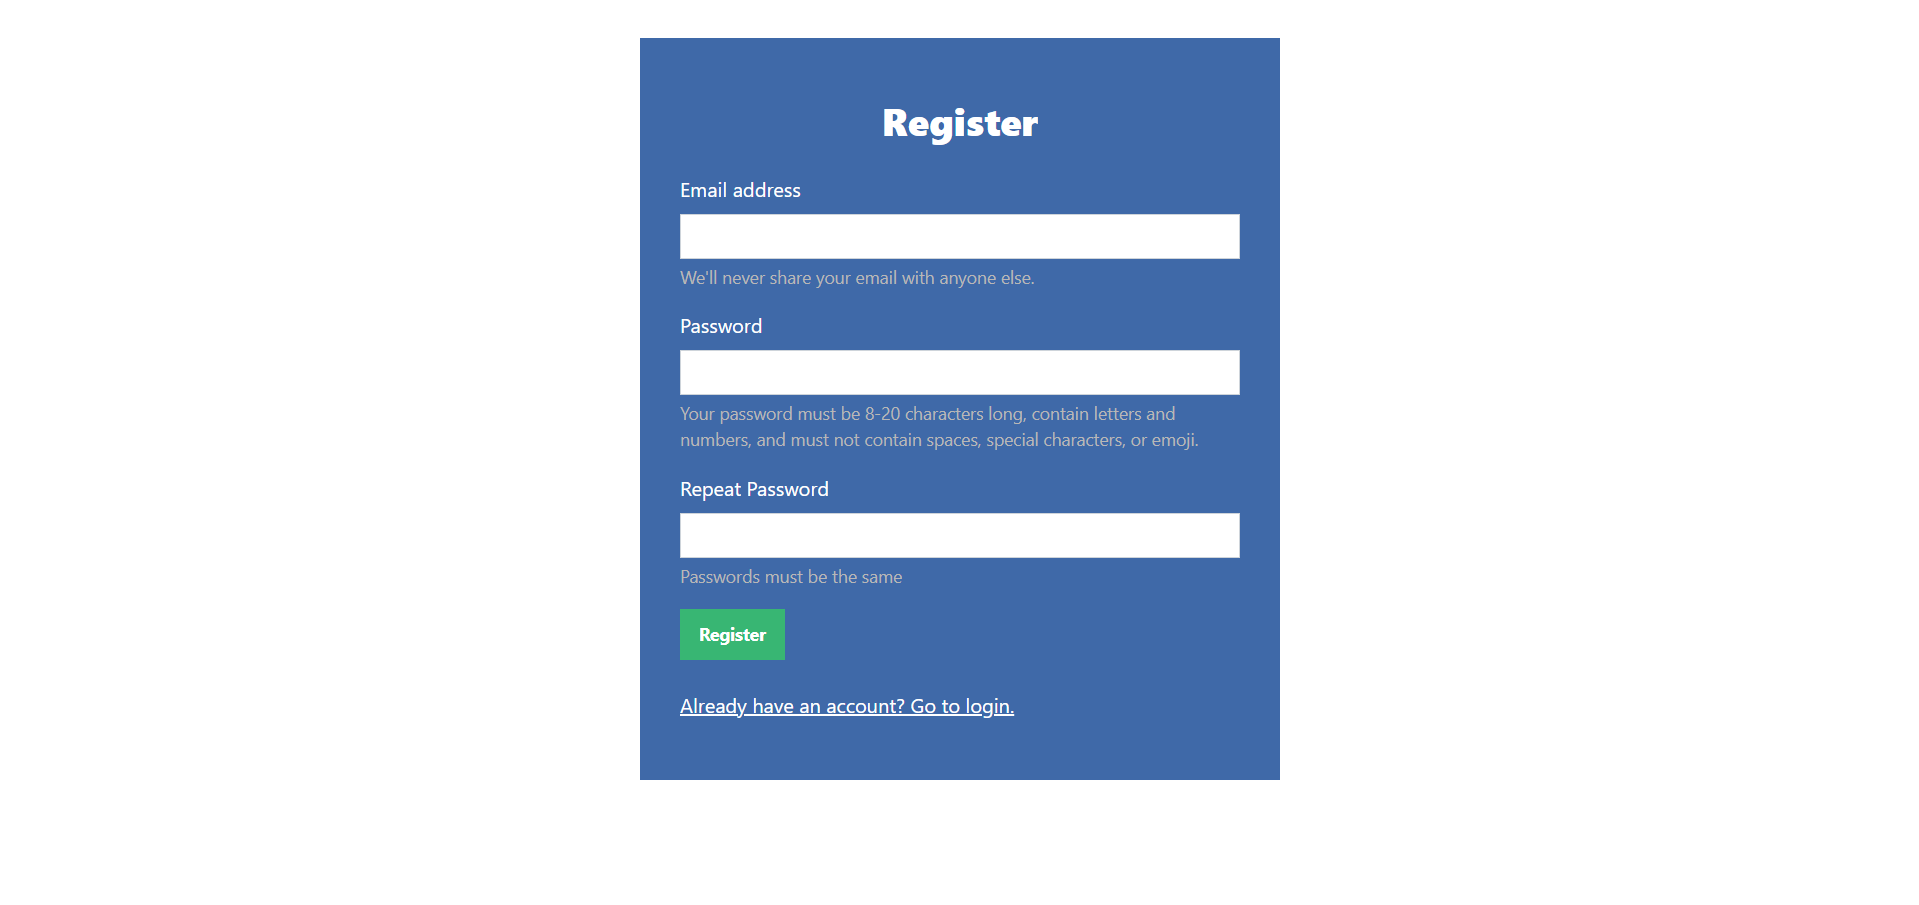 Register
Email address
We'll never share your email with anyone else.
Password
Your password must be 8-20 characters long, contain letters and
numbers, and must not contain spaces, special characters, or emoji.
Repeat Password
Passwords must be the same
Register
Already have an account? Go to login.